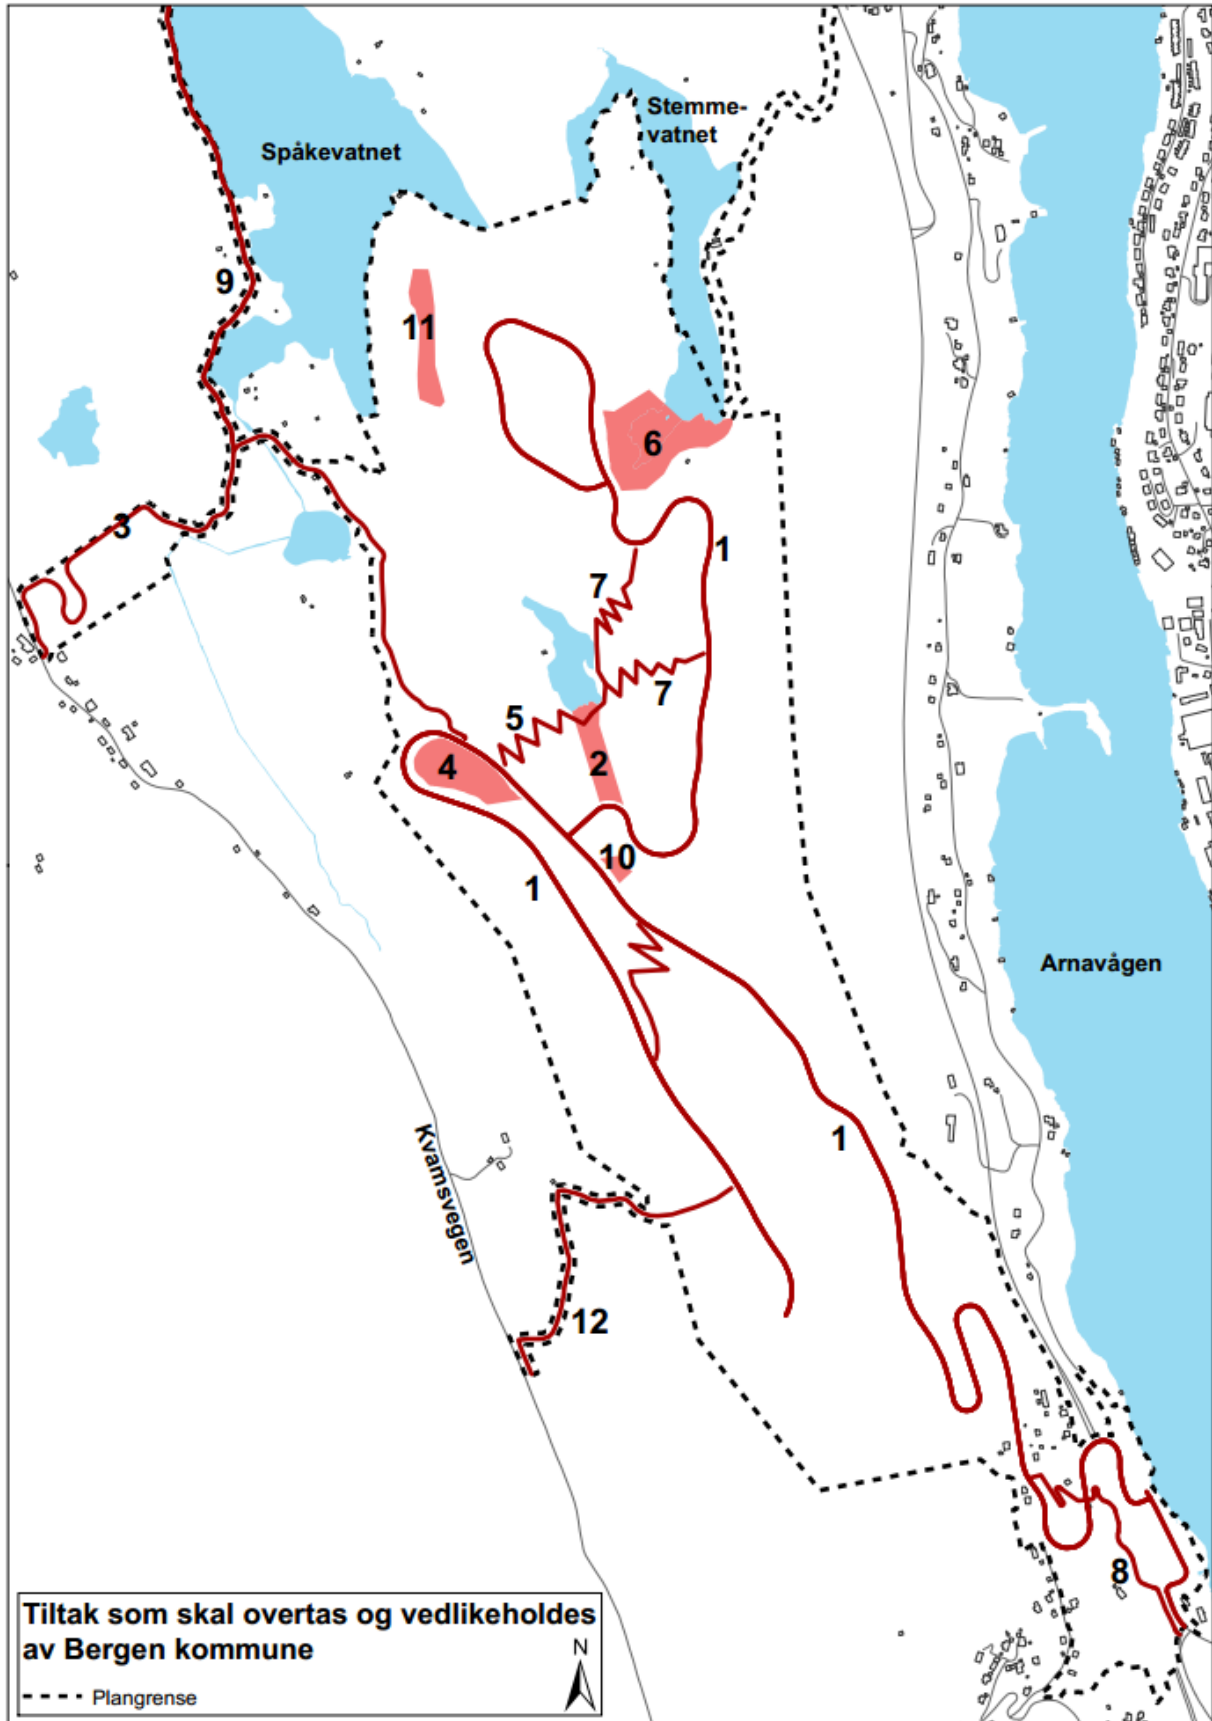 Stemme-
vatnet
Spåkevatnet
9
11
6
3
1
7
7
5
2
4
10
1
Arnavågen
1
Kvamsvegen
12
8
Tiltak som skal overtas og vedlikeholdes
av Bergen kommune
N
Plangrense